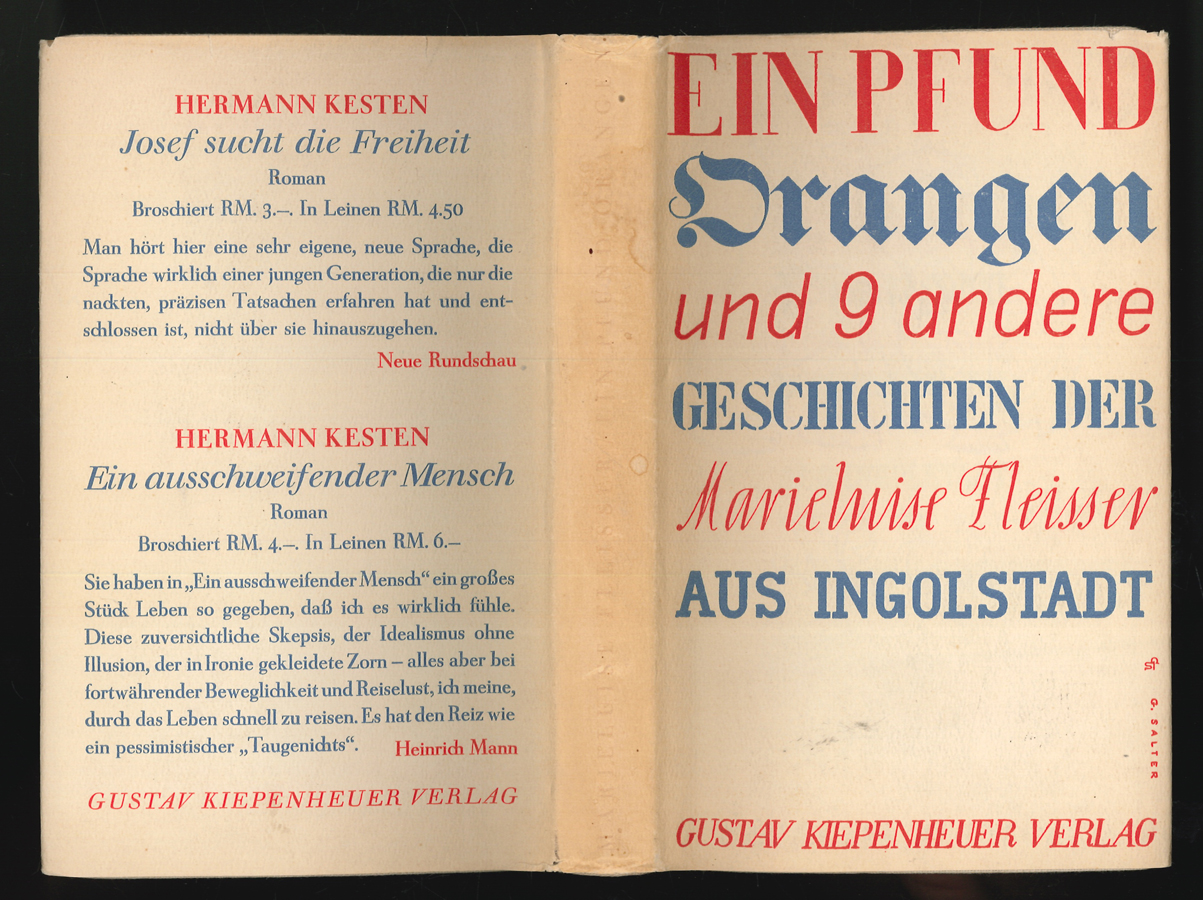 HERMANN KESTEN
Josef sucht die Freiheit
Roman
Broschiert RM. 3.—. In Leinen RM. 4.50
Man hört hier eine sehr eigene, neue Sprache, die
Sprache wirklich einer jungen Generation, die nur die
nackten, präzisen Tatsachen erfahren hat und ent-
schlossen ist, nicht über sie hinauszugehen.
Neue Rundschau
HERMANN KESTEN
Ein ausschweifender Mensch
Roman
Broschiert RM. 4.—. In Leinen RM. 6.—
Sie haben in „Ein ausschweifender Mensch“ ein großes
Stück Leben so gegeben, daß ich es wirklich fühle.
Diese zuversichtliche Skepsis, der Idealismus ohne
Illusion, der in Ironie gekleidete Zorn — alles aber bei
fortwährender Beweglichkeit und Reiselust, ich meine,
durch das Leben schnell zu reisen. Es hat den Reiz wie
ein pessimistischer „Taugenichts“. Heinrich Mann
GUSTAV KIEPENHEUER VERLAG
MARIELUISE FLEISSER EIN PFUND ORANGEN
EIN PFUND
Orangen
und 9 andere
GESCHICHTEN DER
Marieluise Fleisser
AUS INGOLSTADT
G. SALTER
GUSTAV KIEPENHEUER VERLAG